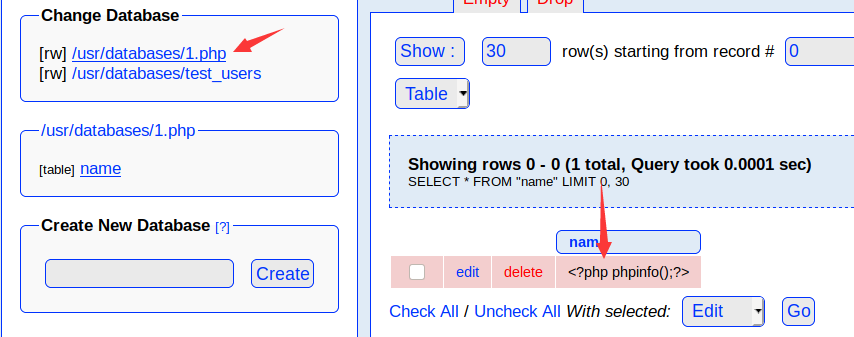 Change Database
[rw] /usr/databases/1.php
[rw] /usr/databases/test_users
/usr/databases/1.php
[table] name
Create New Database [?]
Create
Empty Drop
Show : 30 row(s) starting from record # 0
Table
Showing rows 0 - 0 (1 total, Query took 0.0001 sec)
SELECT * FROM "name" LIMIT 0, 30
nam
edit delete <?php phpinfo();?>
Check All / Uncheck All With selected: Edit Go